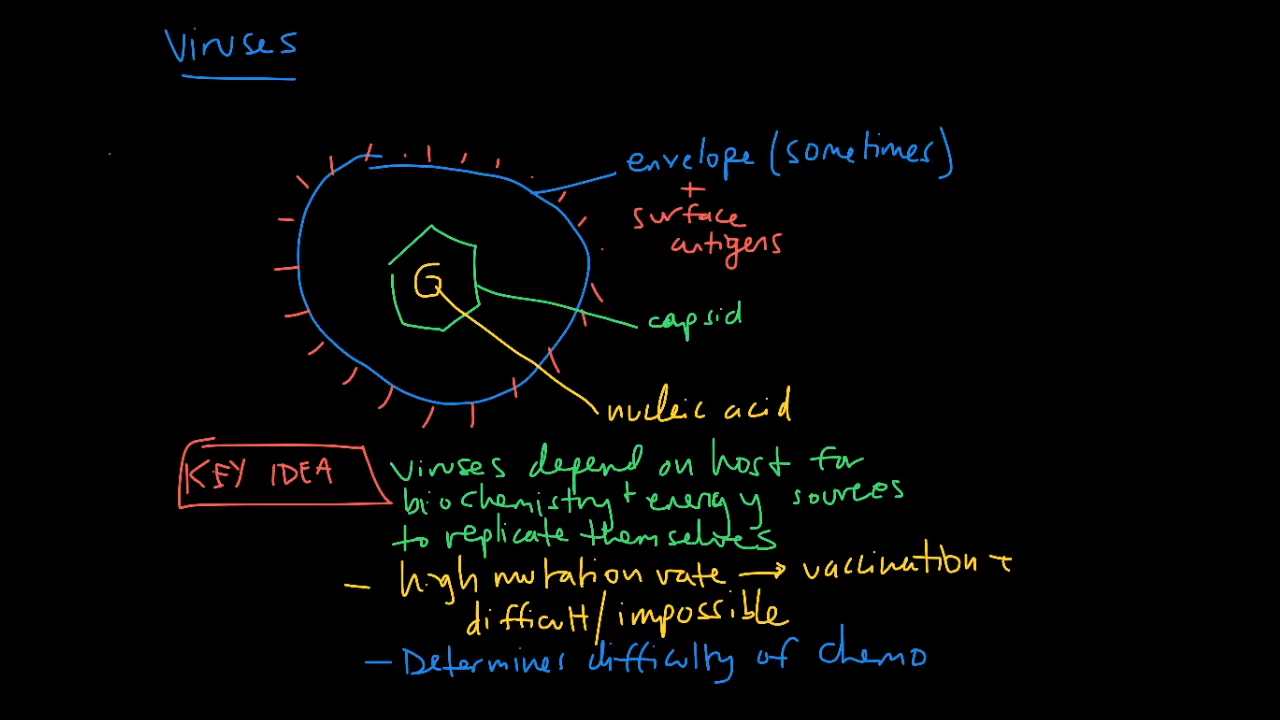 Viruses
envelope (sometimes)
+
surface
antigens
G
capsid
nucleic acid
KEY IDEA
Viruses depend on host for
biochemistry + energy sources
to replicate themselves
- high mutation rate → vaccination
difficult/impossible
- Determines difficulty of chemo